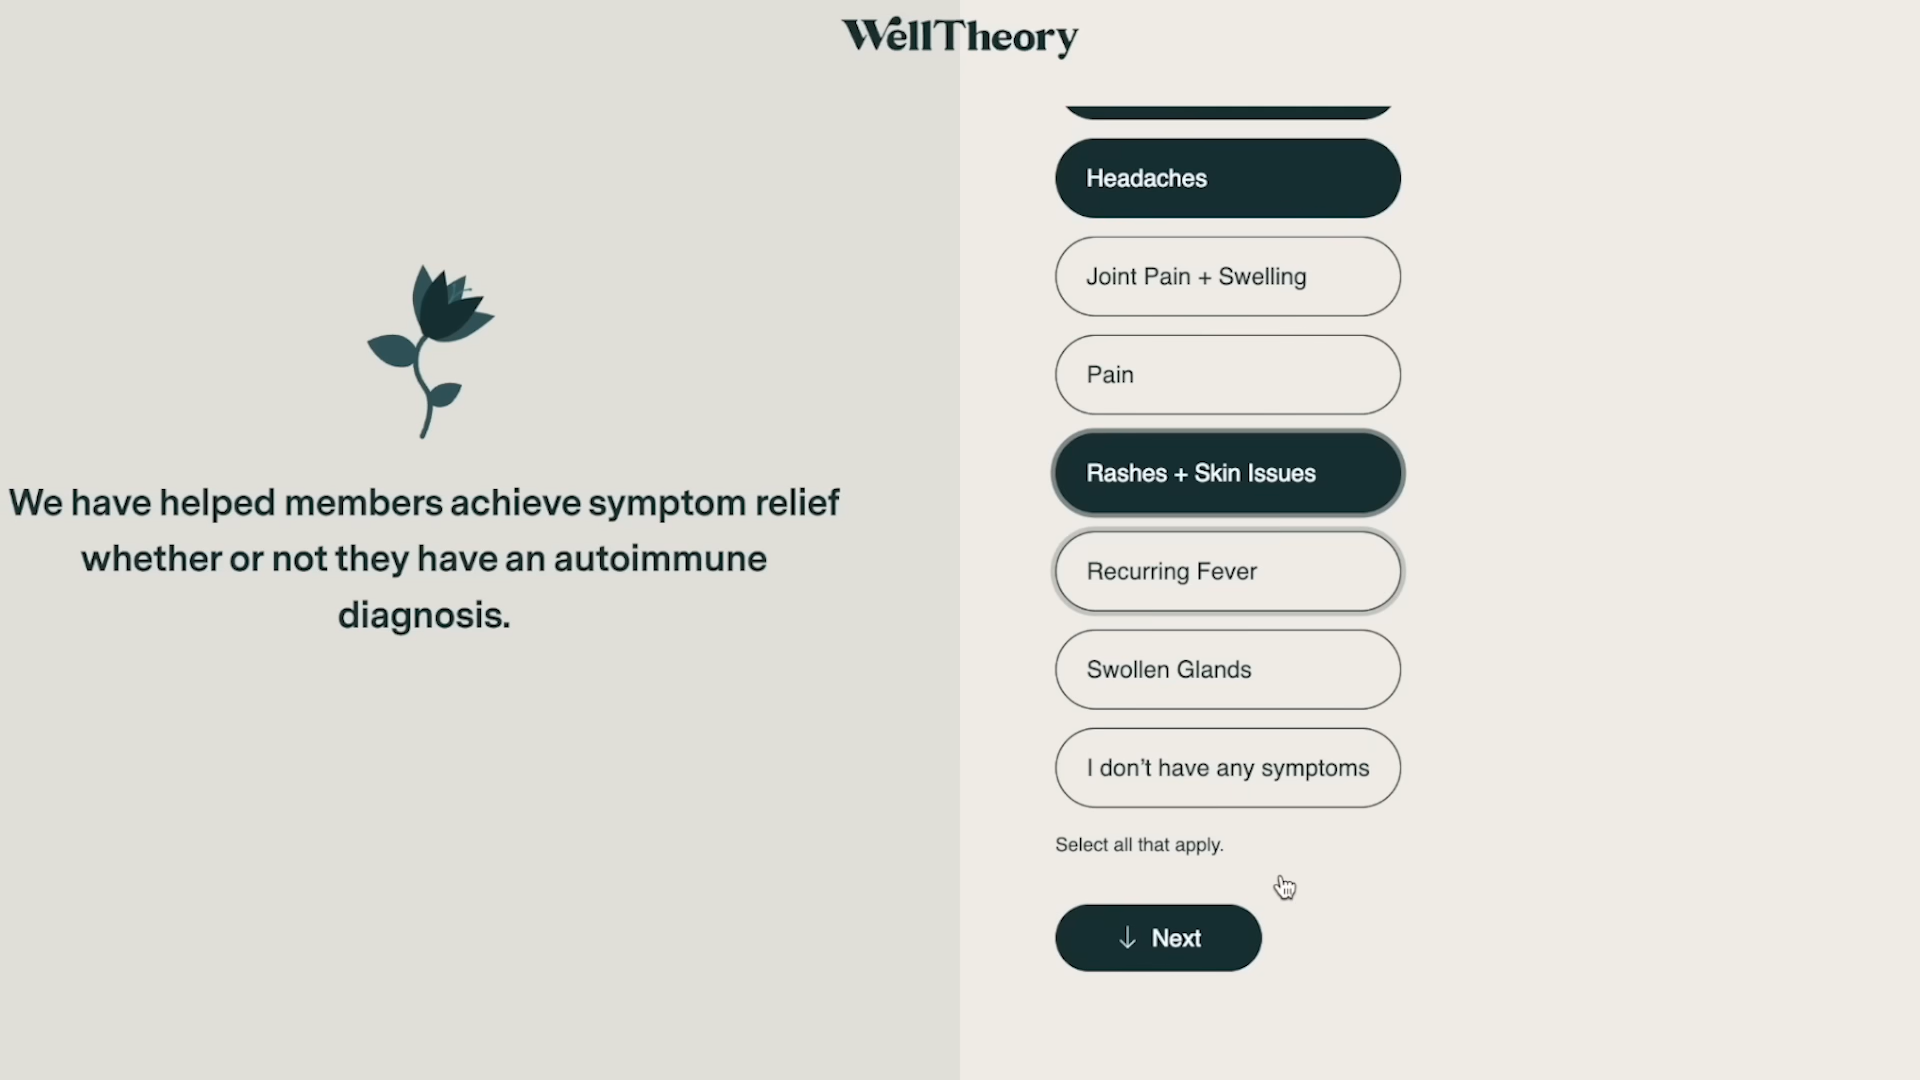 WellTheory
We have helped members achieve symptom relief
whether or not they have an autoimmune
diagnosis.
Headaches
Joint Pain + Swelling
Pain
Rashes + Skin Issues
Recurring Fever
Swollen Glands
I don’t have any symptoms
Select all that apply.
↓ Next